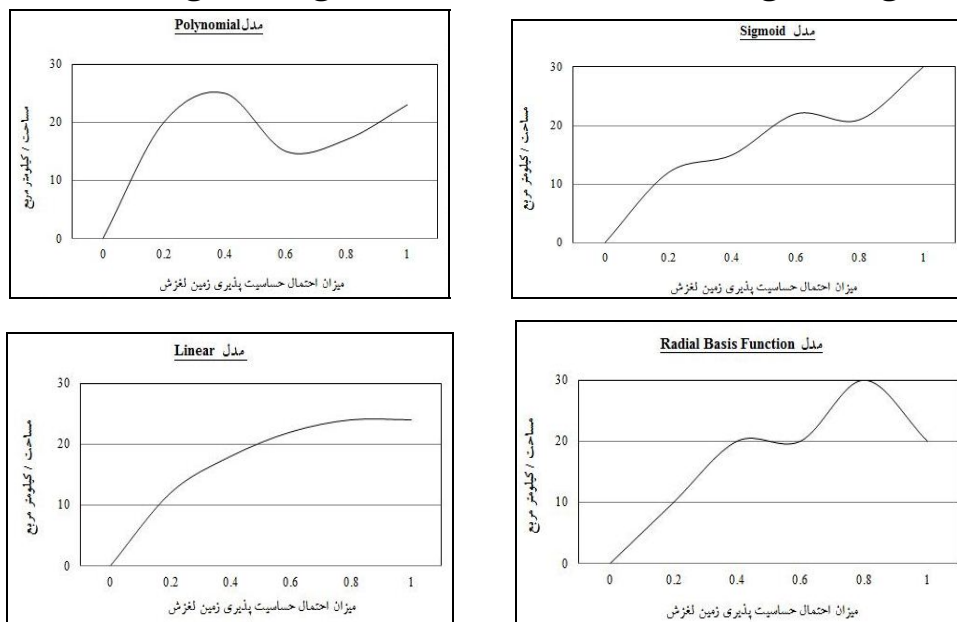 مدل Polynomial
30
20
10
0
مساحت / کیلومتر مربع
0 0.2 0.4 0.6 0.8 1
میزان احتمال حساسیت پذیری زمین لغزش
مدل Sigmoid
30
20
10
0
مساحت / کیلومتر مربع
0 0.2 0.4 0.6 0.8 1
میزان احتمال حساسیت پذیری زمین لغزش
مدل Linear
30
20
10
0
مساحت / کیلومتر مربع
0 0.2 0.4 0.6 0.8 1
میزان احتمال حساسیت پذیری زمین لغزش
مدل Radial Basis Function
30
20
10
0
مساحت / کیلومتر مربع
0 0.2 0.4 0.6 0.8 1
میزان احتمال حساسیت پذیری زمین لغزش